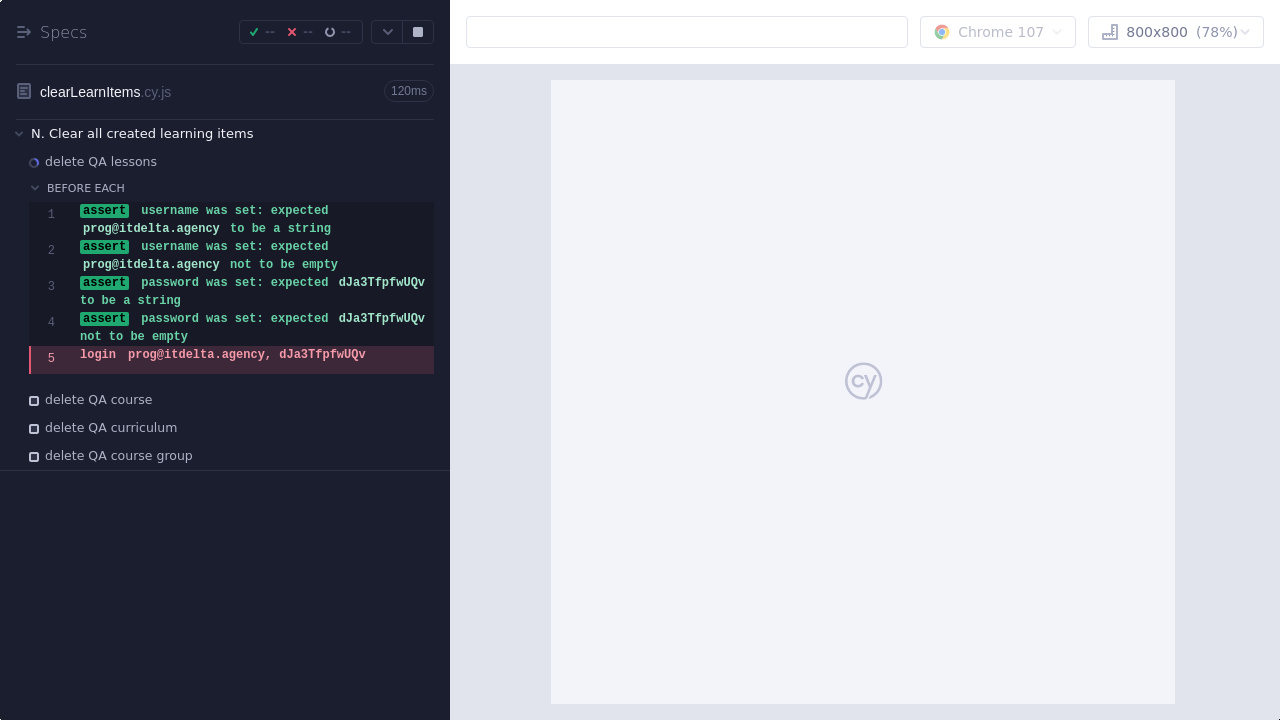 Specs
-- -- --
clearLearnItems.cy.js 120ms
N. Clear all created learning items
delete QA lessons
BEFORE EACH
1 assert username was set: expected
prog@itdelta.agency to be a string
2 assert username was set: expected
prog@itdelta.agency not to be empty
3 assert password was set: expected dJa3TfpfwUQv
to be a string
4 assert password was set: expected dJa3TfpfwUQv
not to be empty
5 login prog@itdelta.agency, dJa3TfpfwUQv
delete QA course
delete QA curriculum
delete QA course group
Chrome 107
800x800 (78%)
cy